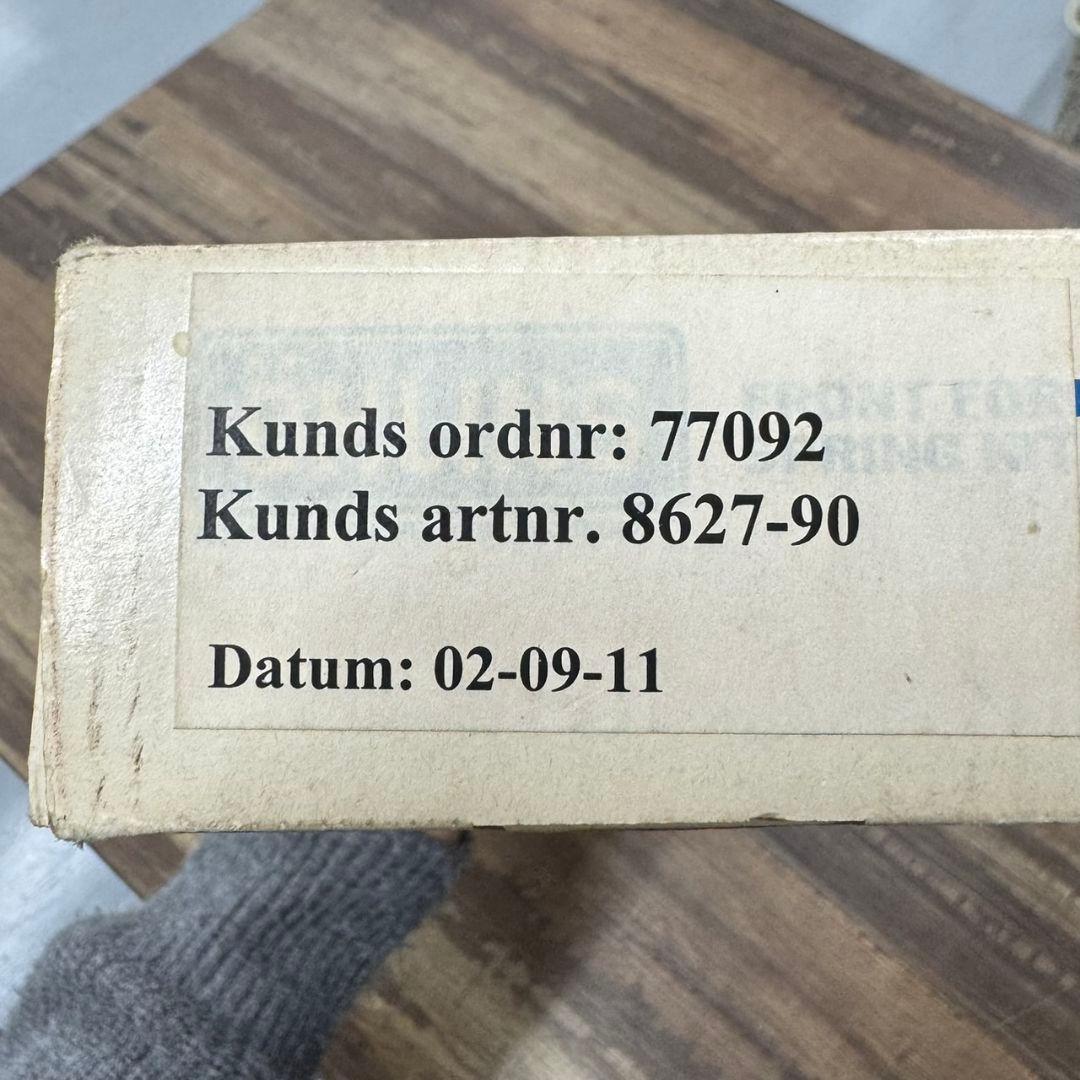 Kunds ordnr: 77092
Kunds artnr. 8627-90
Datum: 02-09-11